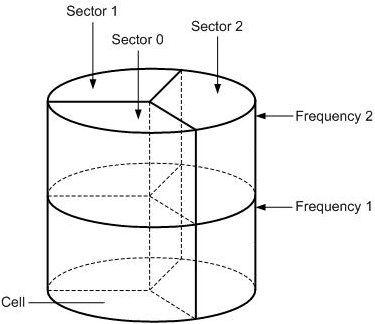 Sector 1
Sector 0
Sector 2
Frequency 2
Frequency 1
Cell